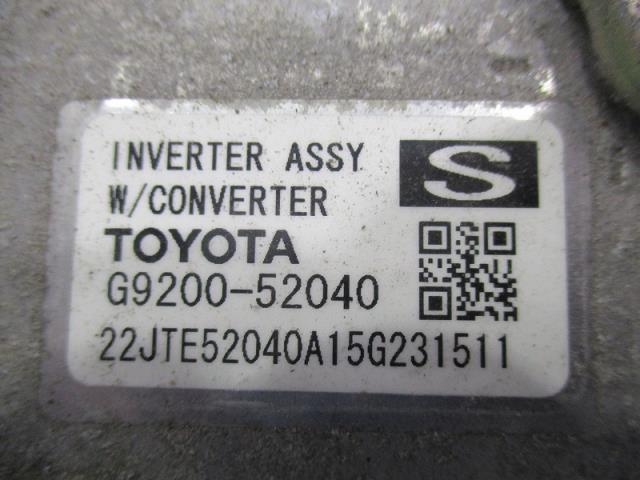 INVERTER ASSY
S
W/CONVERTER
TOYOTA
G9200-52040
22JTE52040A15G231511